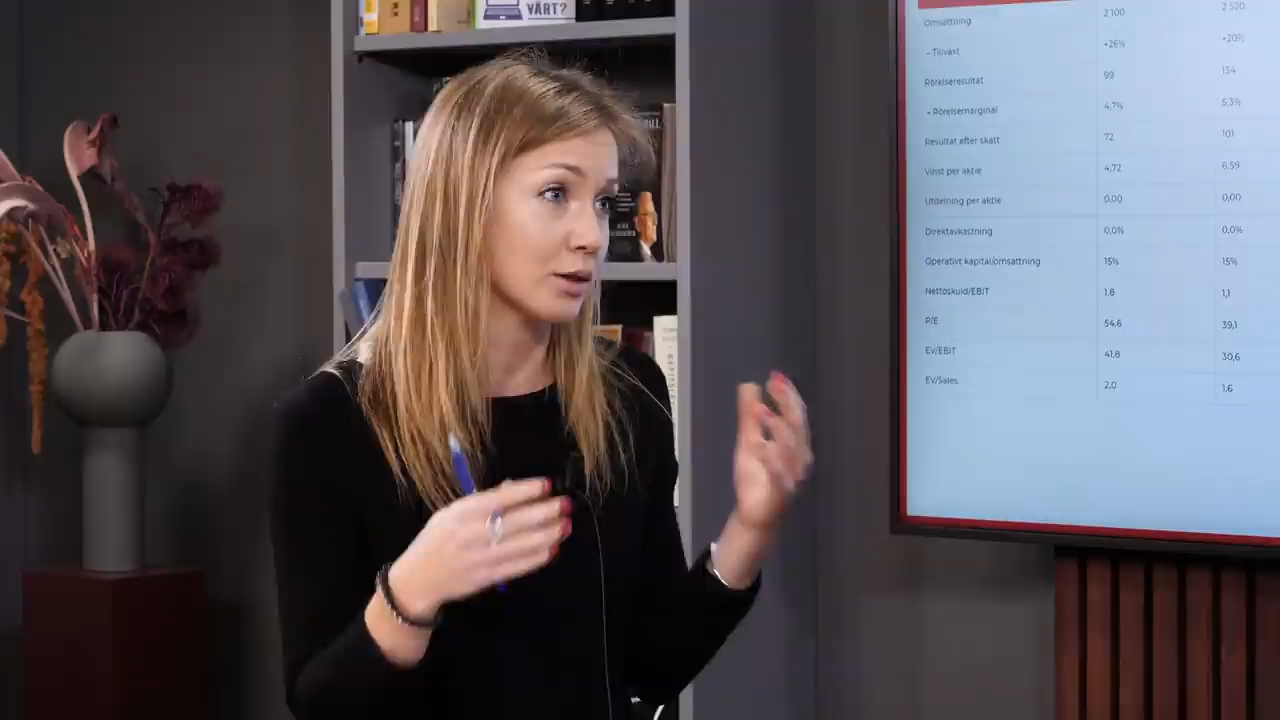 VÄRT?
Omsättning 2 100 2 520
- Tillväxt +26% +20%
Rörelseresultat 99 134
- Rörelsemarginal 4,7% 5,3%
Resultat efter skatt 72 101
Vinst per aktie 4,72 6,59
Utdelning per aktie 0,00 0,00
Direktavkastning 0,0% 0,0%
Operativt kapital/omsättning 15% 15%
Nettoskuld/EBIT 1,8 1,1
P/E 54,6 39,1
EV/EBIT 41,8 30,6
EV/Sales 2,0 1,6